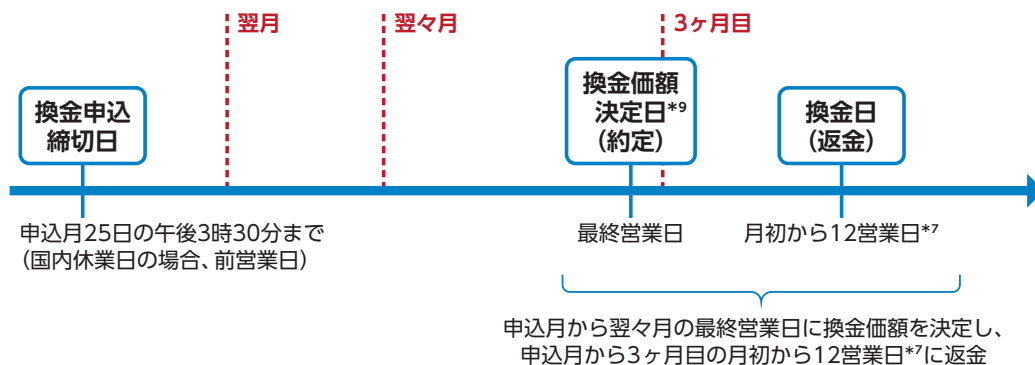 翌月
翌々月
3ヶ月目
換金申込
締切日
換金価額
決定日*9
(約定)
換金日
(返金)
申込月25日の午後3時30分まで
(国内休業日の場合、前営業日)
最終営業日
月初から12営業日*7
申込月から翌々月の最終営業日に換金価額を決定し、
申込月から3ヶ月目の月初から12営業日*7に返金